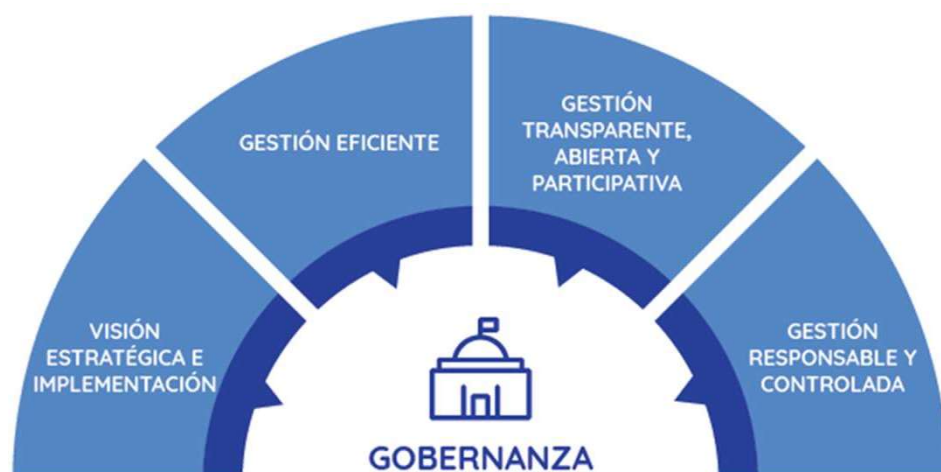 VISIÓN
ESTRATÉGICA E
IMPLEMENTACIÓN
GESTIÓN EFICIENTE
GESTIÓN
TRANSPARENTE,
ABIERTA Y
PARTICIPATIVA
GESTIÓN
RESPONSABLE Y
CONTROLADA
GOBERNANZA